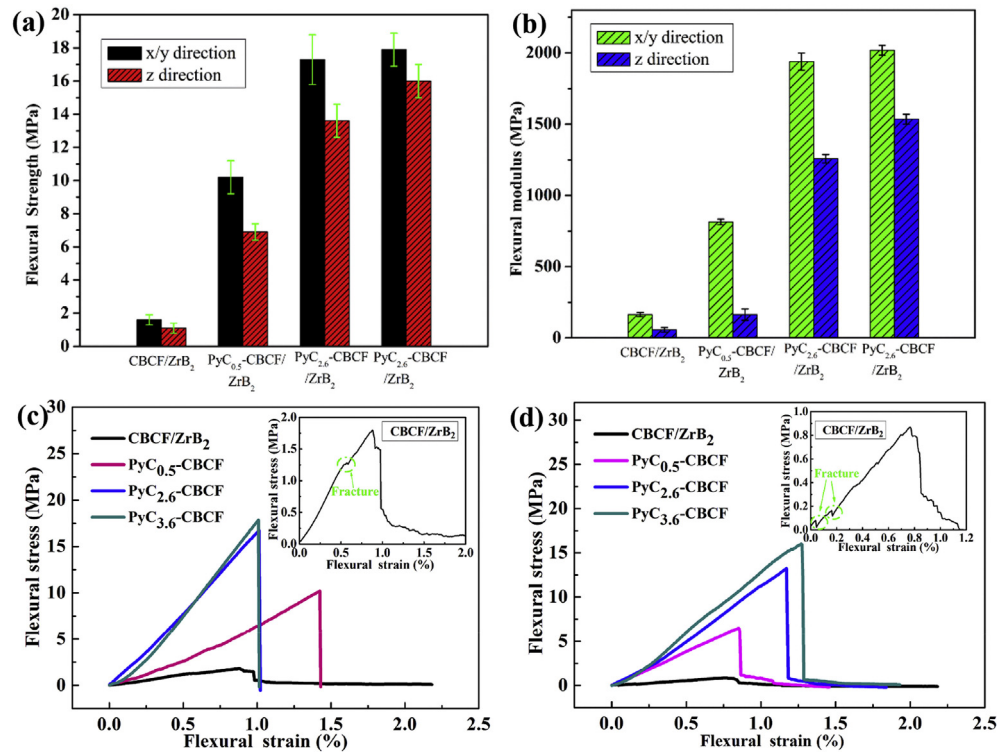 (a)
20
18
16
14
12
10
8
6
4
2
0
Flexural Strength (MPa)
x/y direction
z direction
CBCF/ZrB₂
PyC₀.₅-CBCF/
ZrB₂
PyC₂.₆-CBCF
/ZrB₂
PyC₂.₆-CBCF
/ZrB₂
(b)
2000
1500
1000
500
0
Flexural modulus (MPa)
x/y direction
z direction
CBCF/ZrB₂
PyC₀.₅-CBCF/
ZrB₂
PyC₂.₆-CBCF
/ZrB₂
PyC₂.₆-CBCF
/ZrB₂
(c)
30
25
20
15
10
5
0
Flexural stress (MPa)
CBCF/ZrB₂
PyC₀.₅-CBCF
PyC₂.₆-CBCF
PyC₃.₆-CBCF
0.0 0.5 1.0 1.5 2.0 2.5
Flexural strain (%)
2.0
1.5
1.0
0.5
0.0
Flexural stress (MPa)
CBCF/ZrB₂
Fracture
0.0 0.5 1.0 1.5 2.0
Flexural strain (%)
(d)
30
25
20
15
10
5
0
Flexural stress (MPa)
CBCF/ZrB₂
PyC₀.₅-CBCF
PyC₂.₆-CBCF
PyC₃.₆-CBCF
0.0 0.5 1.0 1.5 2.0 2.5
Flexural strain (%)
1.0
0.8
0.6
0.4
0.2
0.0
Flexural stress (MPa)
CBCF/ZrB₂
Fracture
0.0 0.2 0.4 0.6 0.8 1.0 1.2
Flexural strain (%)